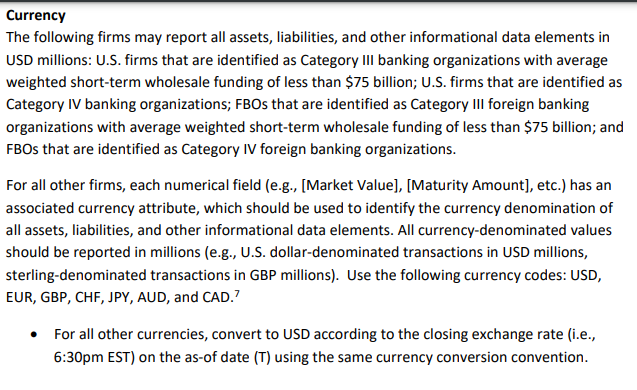 Currency
The following firms may report all assets, liabilities, and other informational data elements in
USD millions: U.S. firms that are identified as Category III banking organizations with average
weighted short-term wholesale funding of less than $75 billion; U.S. firms that are identified as
Category IV banking organizations; FBOs that are identified as Category III foreign banking
organizations with average weighted short-term wholesale funding of less than $75 billion; and
FBOs that are identified as Category IV foreign banking organizations.
For all other firms, each numerical field (e.g., [Market Value], [Maturity Amount], etc.) has an
associated currency attribute, which should be used to identify the currency denomination of
all assets, liabilities, and other informational data elements. All currency-denominated values
should be reported in millions (e.g., U.S. dollar-denominated transactions in USD millions,
sterling-denominated transactions in GBP millions).  Use the following currency codes: USD,
EUR, GBP, CHF, JPY, AUD, and CAD.7
• For all other currencies, convert to USD according to the closing exchange rate (i.e.,
6:30pm EST) on the as-of date (T) using the same currency conversion convention.